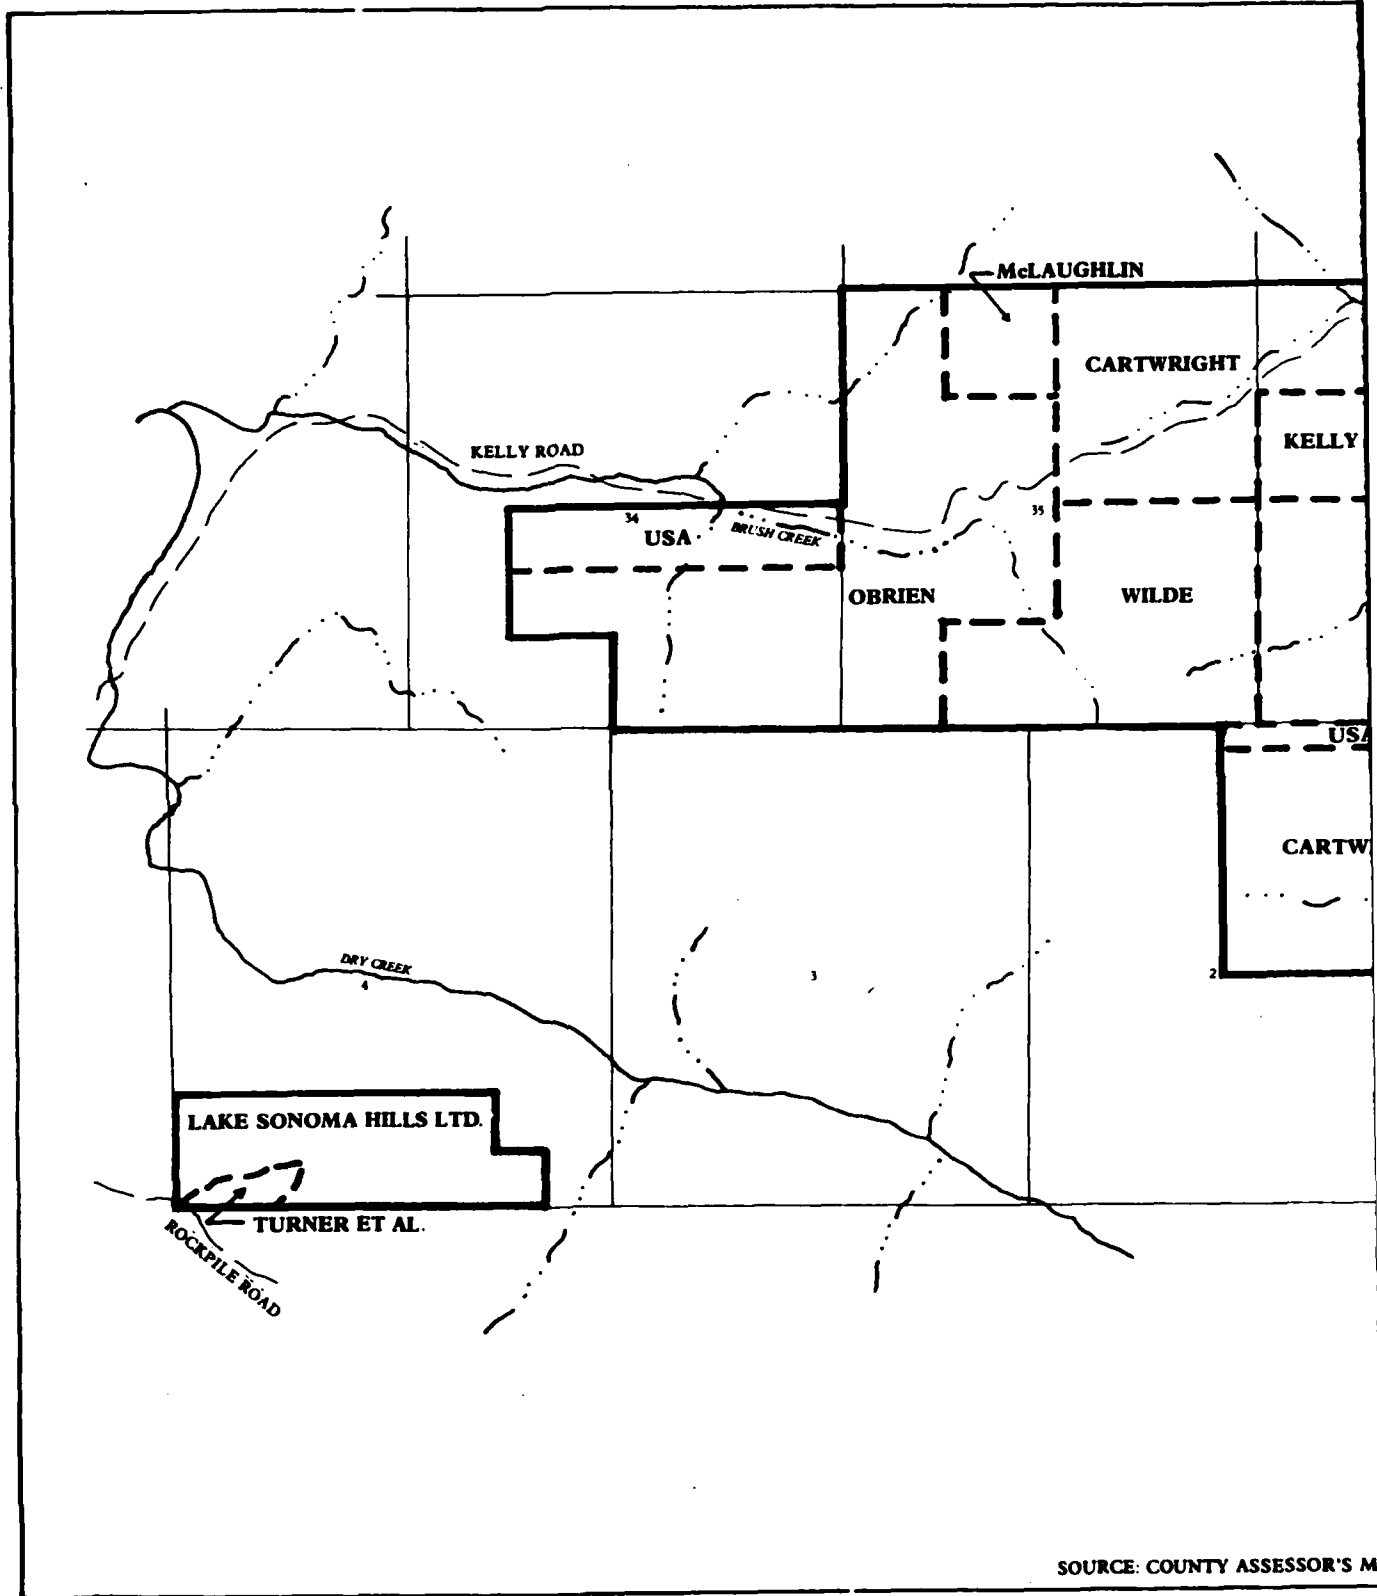 McLAUGHLIN
CARTWRIGHT
KELLY ROAD
KELLY
34
USA
BRUSH CREEK
35
OBRIEN
WILDE
USA
CARTW
DRY CREEK
4
3
2
LAKE SONOMA HILLS LTD.
TURNER ET AL.
ROCKPILE ROAD
SOURCE: COUNTY ASSESSOR'S M